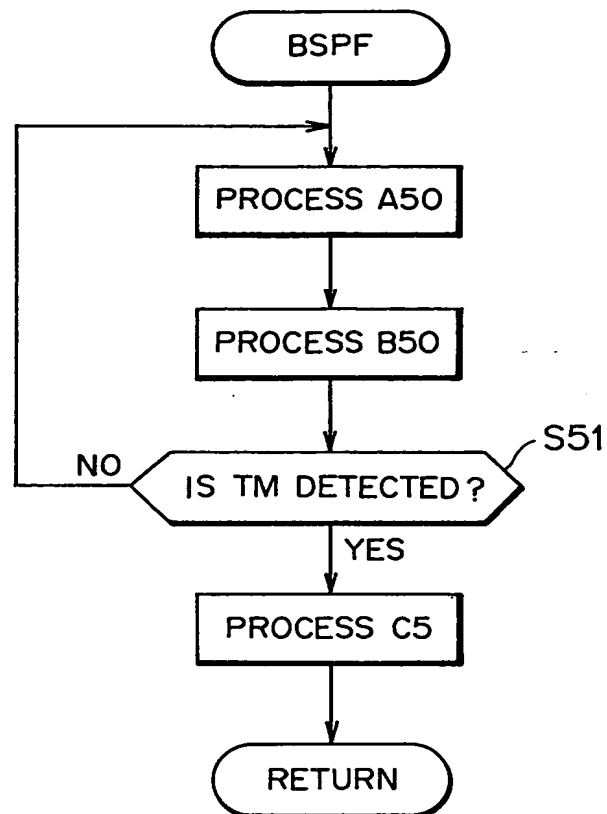 BSPF
PROCESS A50
PROCESS B50
S51
NO
IS TM DETECTED?
YES
PROCESS C5
RETURN